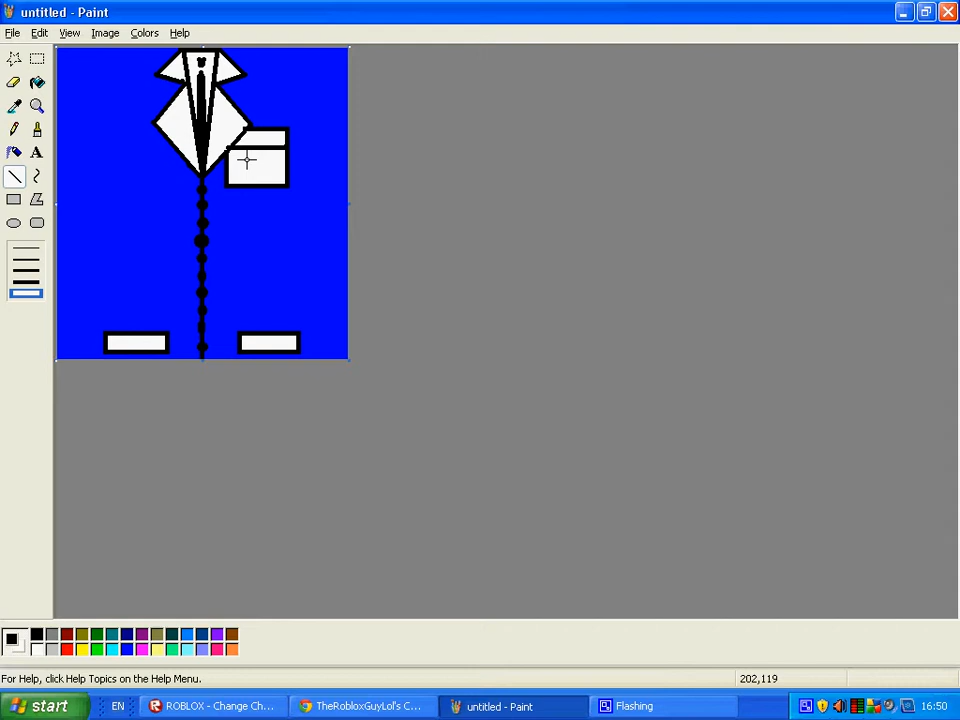 untitled - Paint
File Edit View Image Colors Help
For Help, click Help Topics on the Help Menu.
202,119
start
EN
ROBLOX - Change Ch...
TheRobloxGuyLol's C...
untitled - Paint
Flashing
16:50